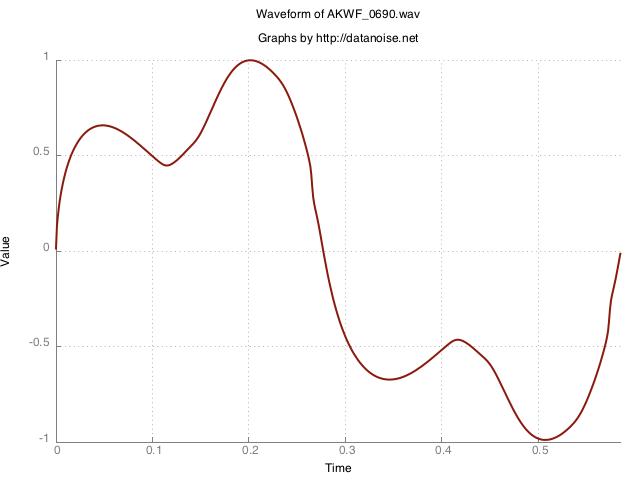 Waveform of AKWF_0690.wav
Graphs by http://datanoise.net
1
0.5
0
-0.5
-1
Value
0 0.1 0.2 0.3 0.4 0.5
Time